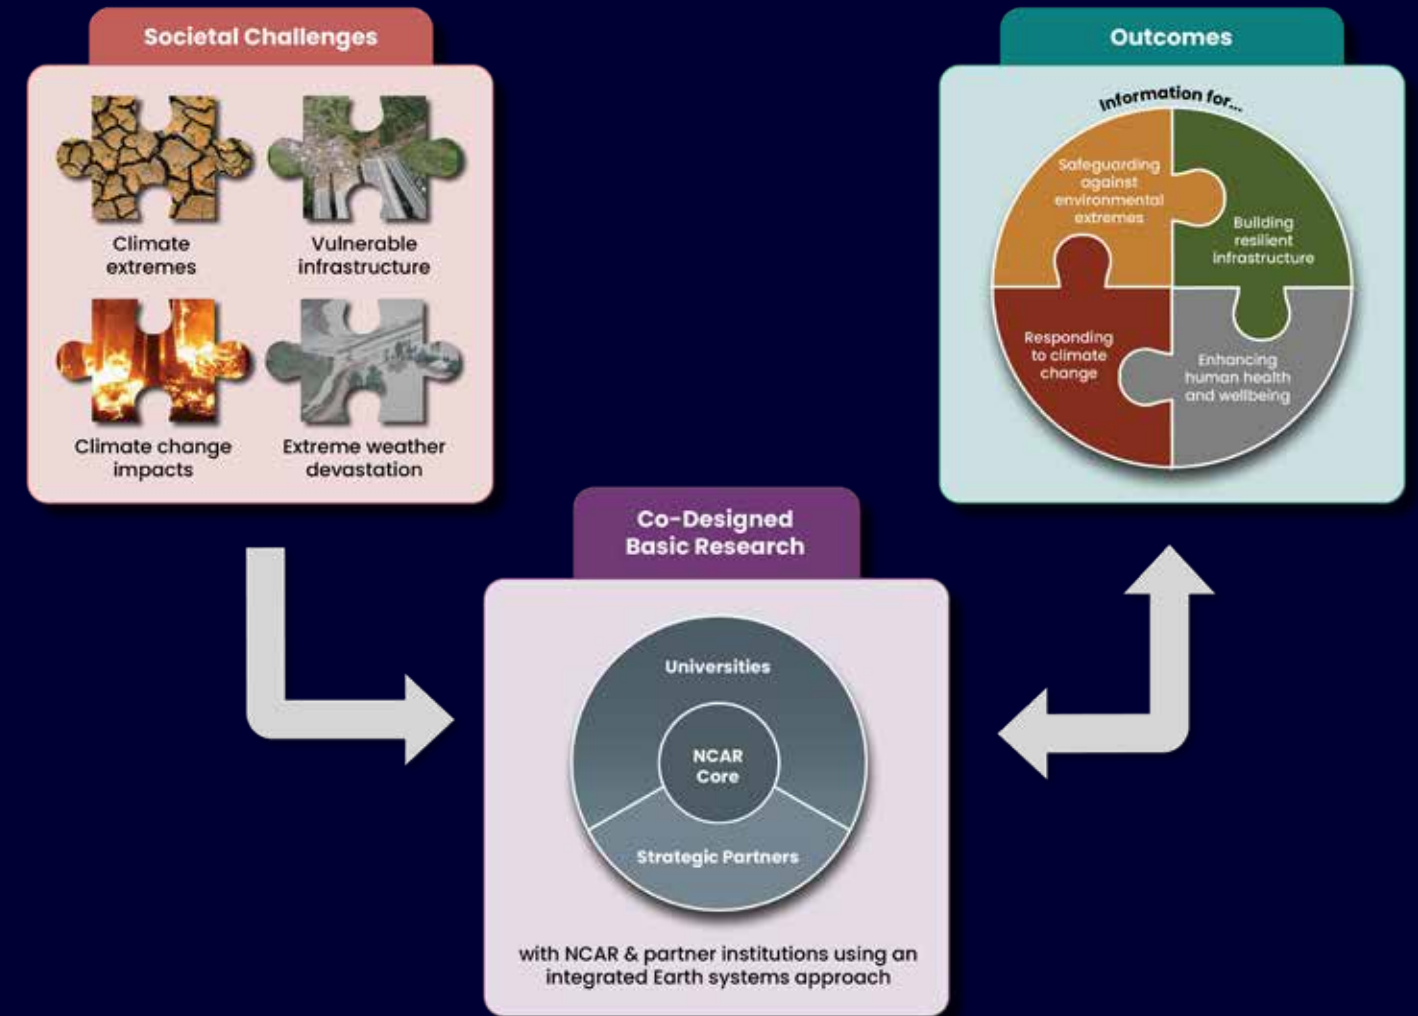 Societal Challenges
Climate
extremes
Vulnerable
infrastructure
Climate change
impacts
Extreme weather
devastation
Co-Designed
Basic Research
Universities
NCAR
Core
Strategic Partners
with NCAR & partner institutions using an
integrated Earth systems approach
Outcomes
Information for...
Safeguarding
against
environmental
extremes
Building
resilient
infrastructure
Responding
to climate
change
Enhancing
human health
and wellbeing